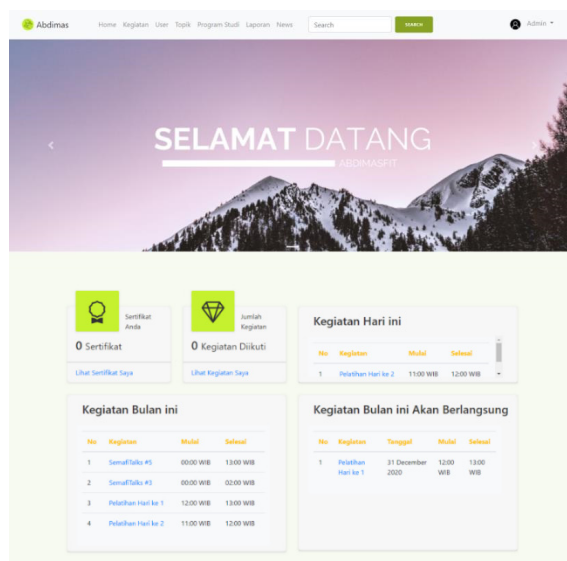 Abdimas
Home Kegiatan User Topik Program Studi Laporan News
Search
SEARCH
Admin
SELAMAT DATANG
ABDIMASFIT
Sertifikat
Anda
0 Sertifikat
Lihat Sertifikat Saya
Jumlah
Kegiatan
0 Kegiatan Diikuti
Lihat Kegiatan Saya
Kegiatan Hari ini
No Kegiatan Mulai Selesai
1 Pelatihan Hari ke 2 11:00 WIB 12:00 WIB
Kegiatan Bulan ini
No Kegiatan Mulai Selesai
1 SemafiTalks #5 00:00 WIB 13:00 WIB
2 SemafiTalks #3 00:00 WIB 02:00 WIB
3 Pelatihan Hari ke 1 12:00 WIB 13:00 WIB
4 Pelatihan Hari ke 2 11:00 WIB 12:00 WIB
Kegiatan Bulan ini Akan Berlangsung
No Kegiatan Tanggal Mulai Selesai
1 Pelatihan 31 December 12:00 13:00
Hari ke 1 2020 WIB WIB